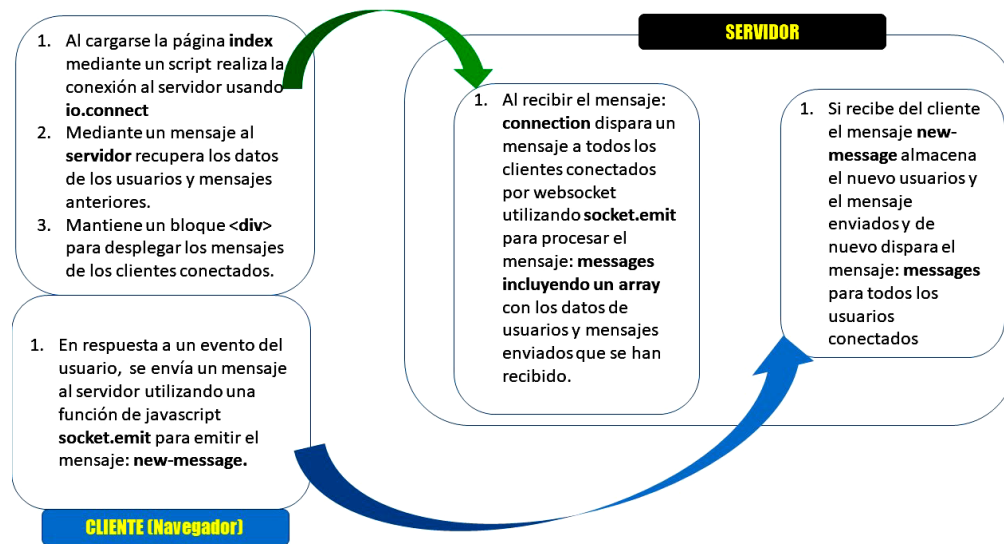 1. Al cargarse la página index
mediante un script realiza la
conexión al servidor usando
io.connect
2. Mediante un mensaje al
servidor recupera los datos
de los usuarios y mensajes
anteriores.
3. Mantiene un bloque <div>
para desplegar los mensajes
de los clientes conectados.
1. En respuesta a un evento del
usuario, se envía un mensaje
al servidor utilizando una
función de javascript
socket.emit para emitir el
mensaje: new-message.
CLIENTE (Navegador)
SERVIDOR
1. Al recibir el mensaje:
connection dispara un
mensaje a todos los
clientes conectados
por websocket
utilizando socket.emit
para procesar el
mensaje: messages
incluyendo un array
con los datos de
usuarios y mensajes
enviados que se han
recibido.
1. Si recibe del cliente
el mensaje new-
message almacena
el nuevo usuarios y
el mensaje
enviados y de
nuevo dispara el
mensaje: messages
para todos los
usuarios
conectados